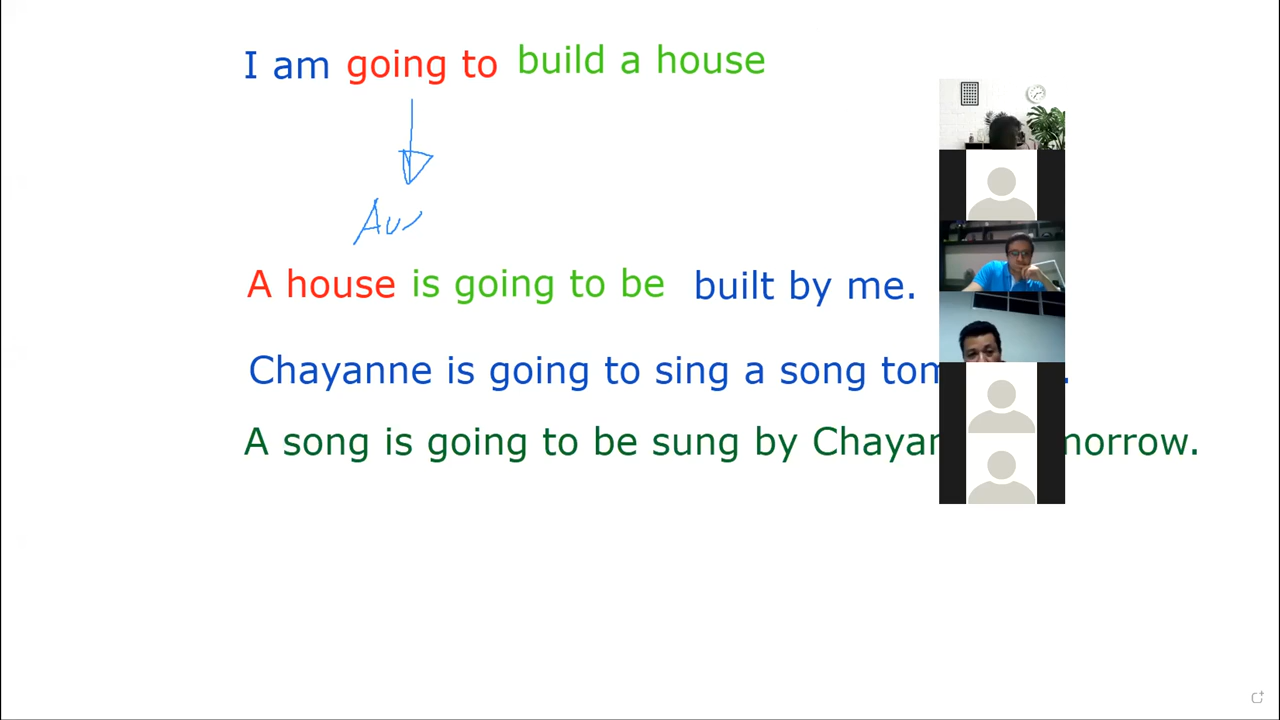 I am going to build a house
Aux
A house is going to be built by me.
Chayanne is going to sing a song
A song is going to be sung by